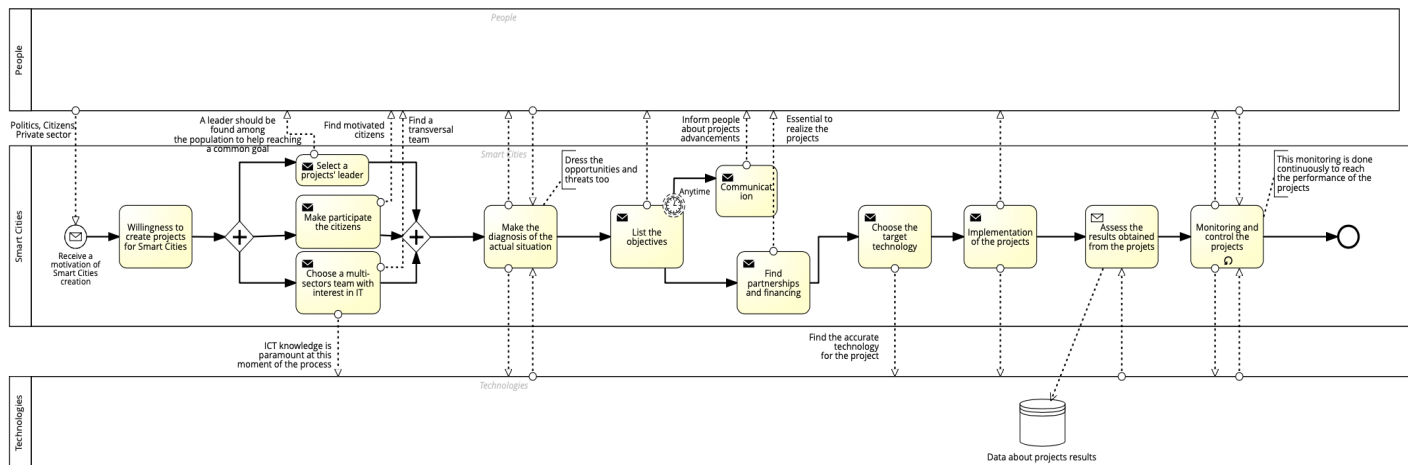 People
People
Politics, Citizens,
Private sector
A leader should be
found among
the population to help reaching
a common goal
Find motivated
citizens
Find a
transversal
team
Inform people
about projects
advancements
Essential to
realize the
projects
Smart Cities
Smart Cities
Receive a
motivation of
Smart Cities
creation
Willingness to
create projects
for Smart Cities
Select a
projects' leader
Make participate
the citizens
Choose a multi-
sectors team with
interest in IT
Make the
diagnosis of the
actual situation
Dress the
opportunities and
threats too
List the
objectives
Anytime
Communicat
ion
Find
partnerships
and financing
Choose the
target
technology
Implementation
of the projects
Assess the
results obtained
from the projets
Monitoring and
control the
projects
This monitoring is done
continuously to reach
the performance of the
projects
ICT knowledge is
paramount at this
moment of the process
Find the accurate
technology
for the project
Technologies
Technologies
Data about projects results